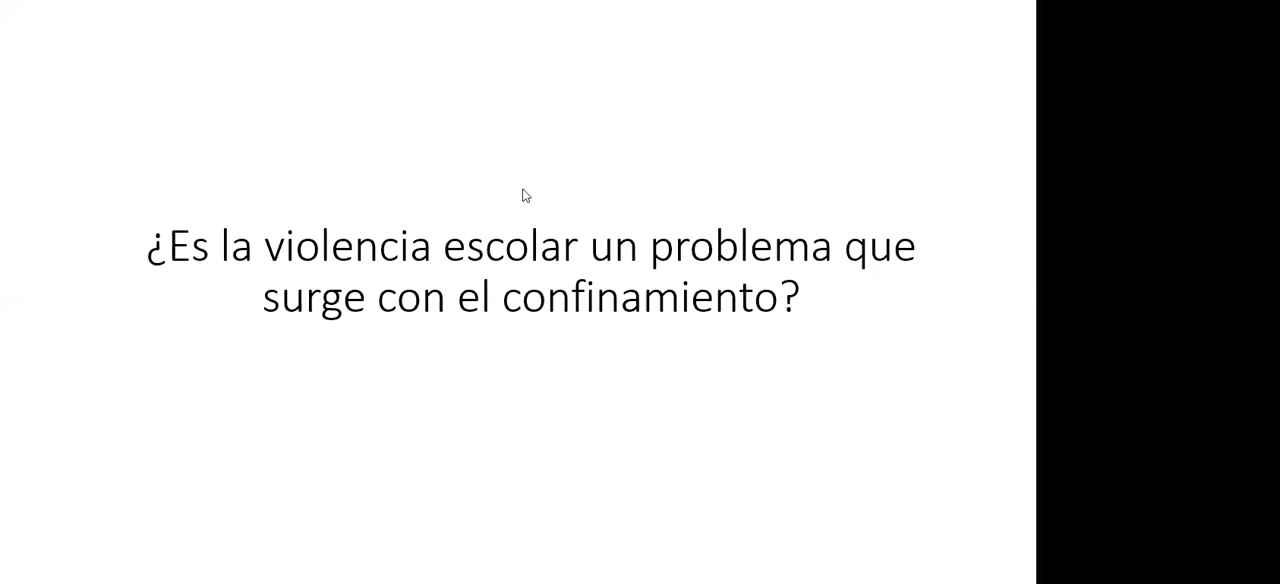 ¿Es la violencia escolar un problema que
surge con el confinamiento?